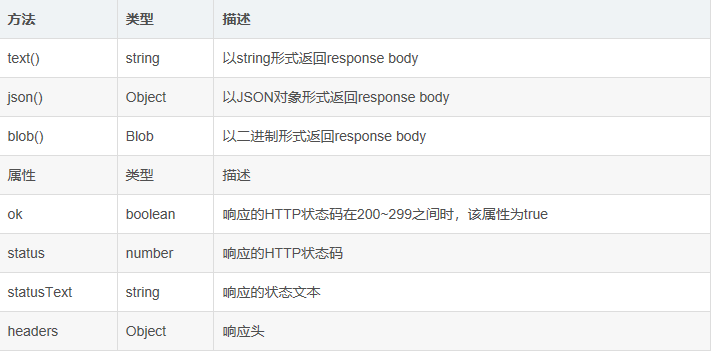 方法 类型 描述
text() string 以string形式返回response body
json() Object 以JSON对象形式返回response body
blob() Blob 以二进制形式返回response body
属性 类型 描述
ok boolean 响应的HTTP状态码在200~299之间时，该属性为true
status number 响应的HTTP状态码
statusText string 响应的状态文本
headers Object 响应头